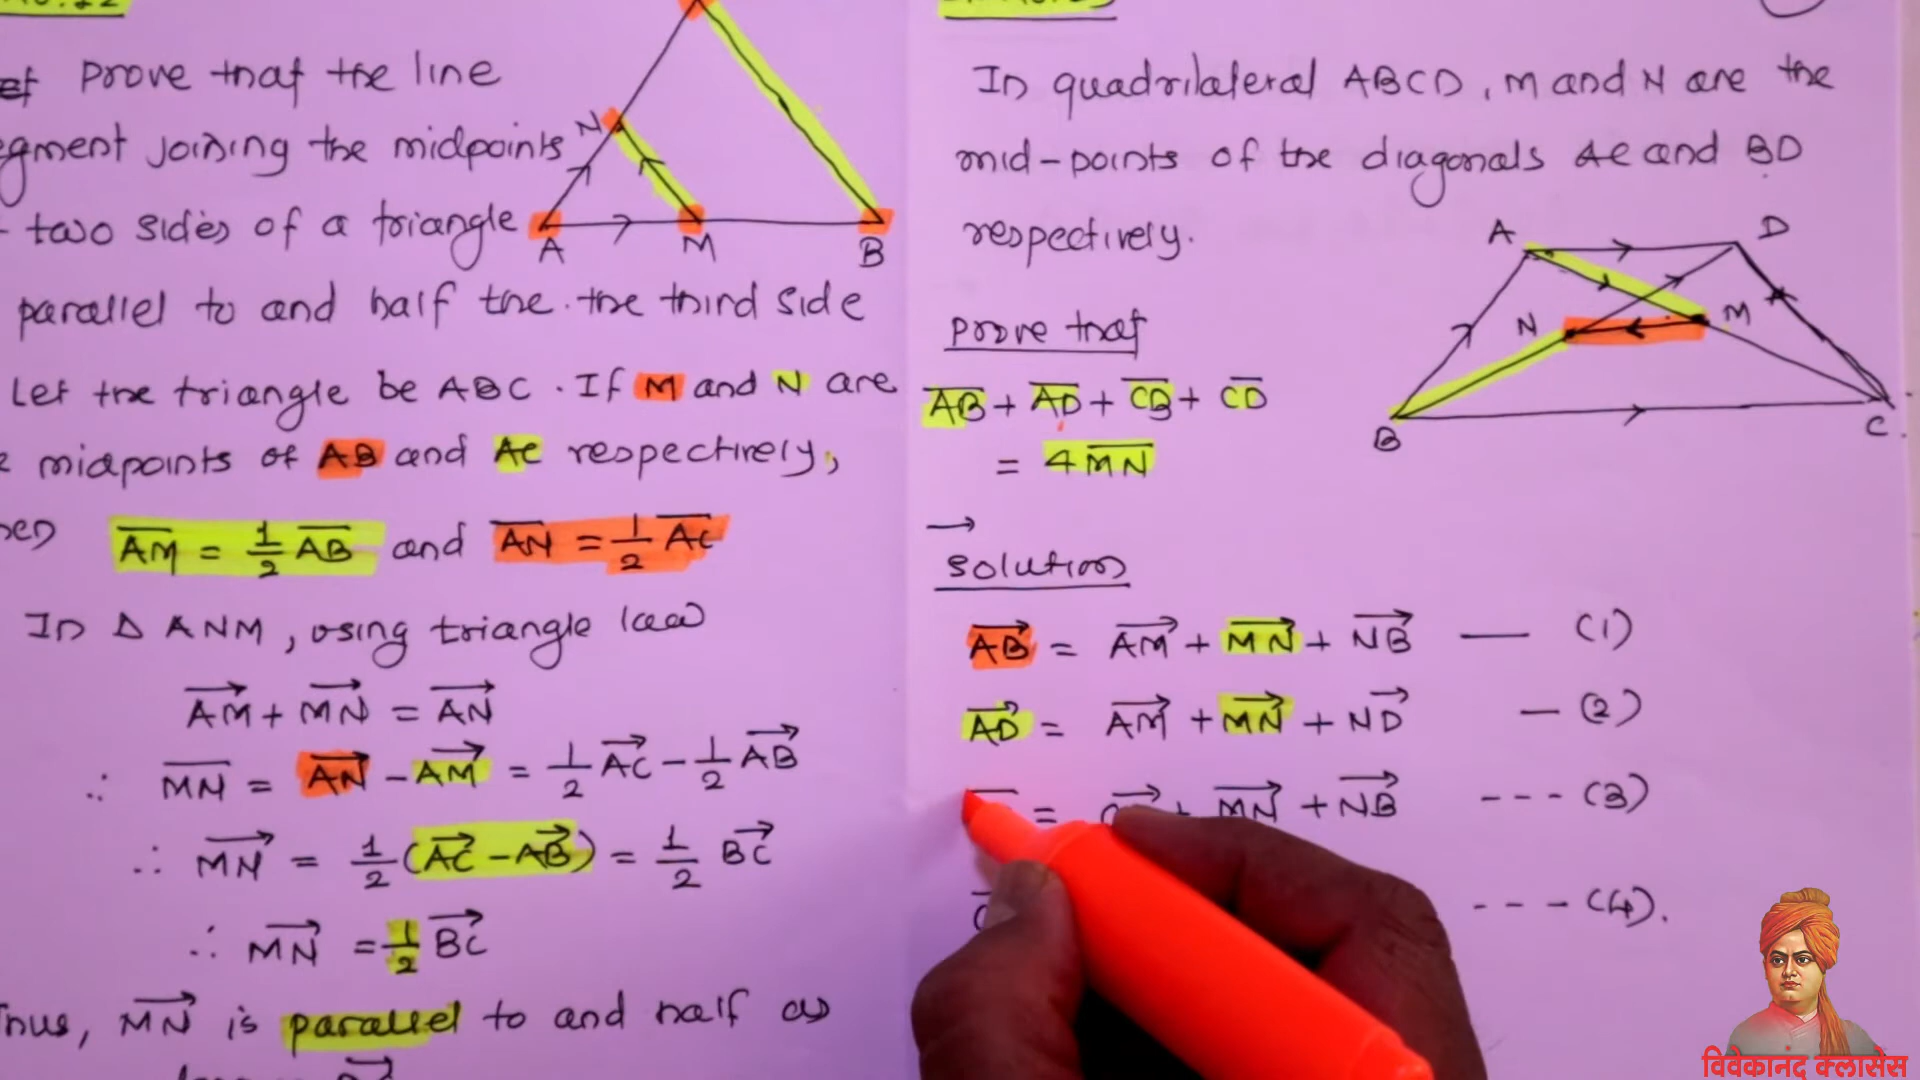 Prove that the line
joining the midpoints
two sides of a triangle
parallel to and half the . the third side
Let the triangle be ABC . If M and N are
midpoints of AB and AC respectively,
AM = 1/2 AB and AN = 1/2 AC
In Δ ANM, using triangle law
AM + MN = AN
∴ MN = AN - AM = 1/2 AC - 1/2 AB
∴ MN = 1/2 (AC - AB) = 1/2 BC
∴ MN = 1/2 BC
Thus, MN is parallel to and half as
N
A M B
In quadrilateral ABCD, M and N are the
mid-points of the diagonals AC and BD
respectively.
Prove that
AB + AD + CB + CD
= 4 MN
A D
N M
B C
→
Solution
AB = AM + MN + NB — (1)
AD = AM + MN + ND — (2)
= + MN + NB --- (3)
--- (4).
विवेकानंद क्लासेस